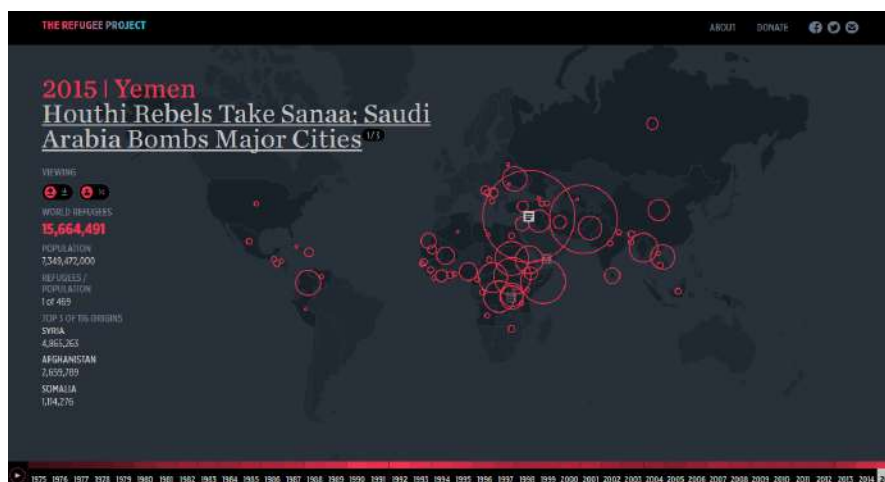 THE REFUGEE PROJECT
ABOUT DONATE
2015 | Yemen
Houthi Rebels Take Sanaa; Saudi
Arabia Bombs Major Cities
VIEWING
WORLD REFUGEES
15,664,491
POPULATION
7,349,472,000
REFUGEES /
POPULATION
1 of 469
TOP 3 OF 116 ORIGINS
SYRIA
4,865,263
AFGHANISTAN
2,659,789
SOMALIA
1,114,276
1975 1976 1977 1978 1979 1980 1981 1982 1983 1984 1985 1986 1987 1988 1989 1990 1991 1992 1993 1994 1995 1996 1997 1998 1999 2000 2001 2002 2003 2004 2005 2006 2007 2008 2009 2010 2011 2012 2013 2014